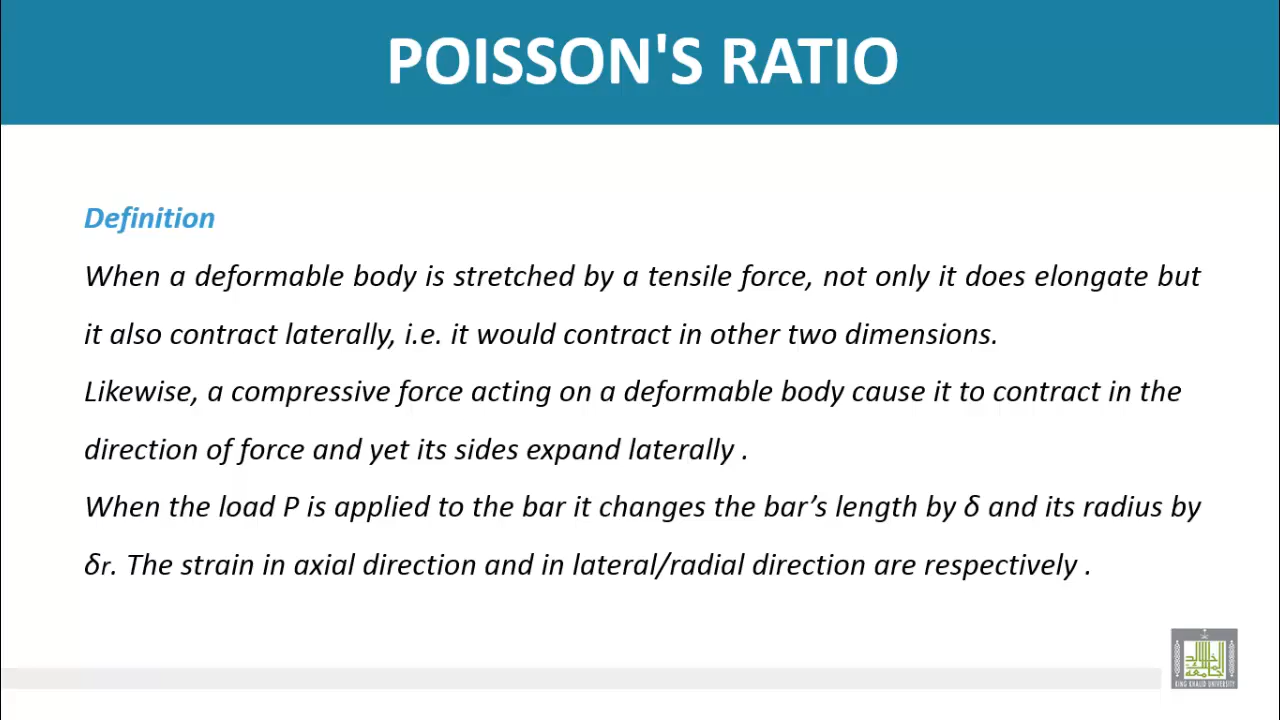 POISSON'S RATIO
Definition
When a deformable body is stretched by a tensile force, not only it does elongate but
it also contract laterally, i.e. it would contract in other two dimensions.
Likewise, a compressive force acting on a deformable body cause it to contract in the
direction of force and yet its sides expand laterally .
When the load P is applied to the bar it changes the bar’s length by δ and its radius by
δr. The strain in axial direction and in lateral/radial direction are respectively .
KING KHALID UNIVERSITY